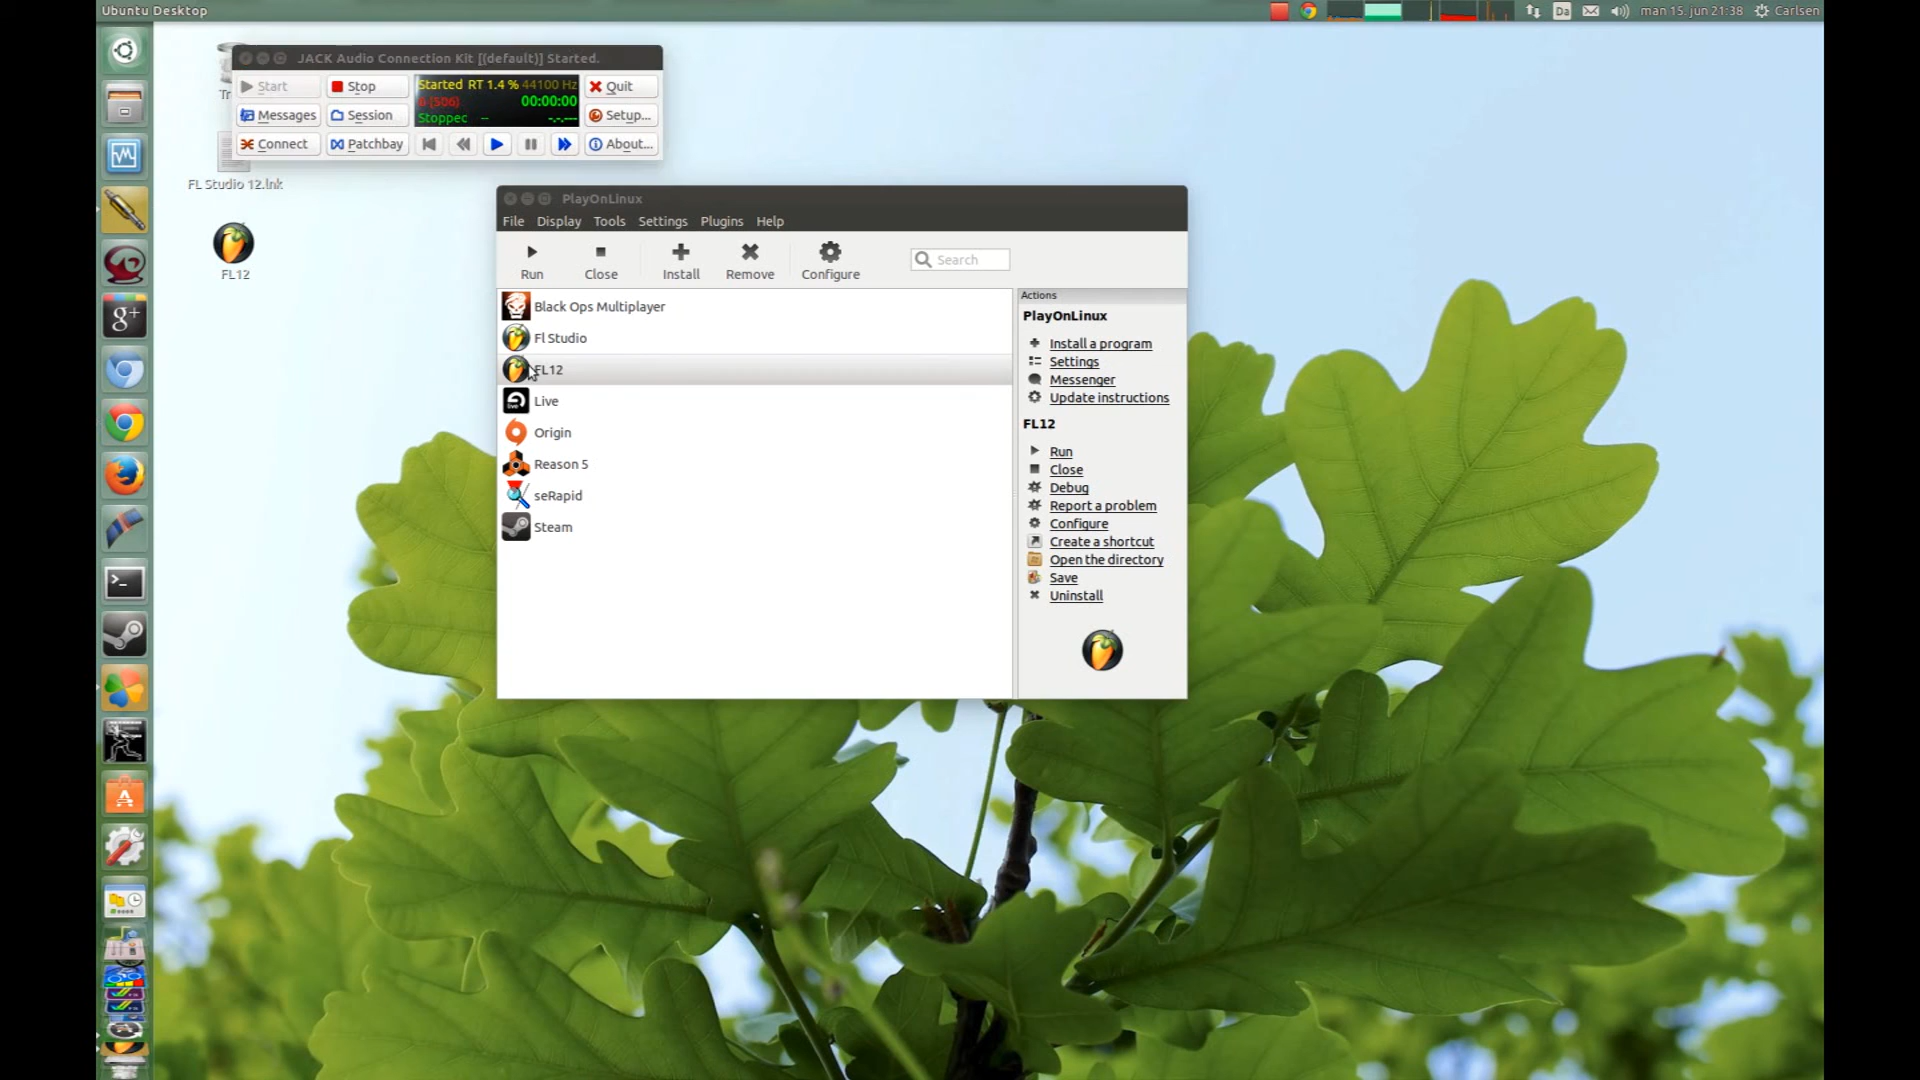 Ubuntu Desktop
Da
man 15. jun 21:38
Carlsen
JACK Audio Connection Kit [(default)] Started.
Start
Stop
Started RT 1.4 % 44100 Hz
(506)
00:00:00
Stoppec -- -.-.---
Quit
Messages
Session
Setup...
Connect
Patchbay
About...
FL Studio 12.lnk
FL12
PlayOnLinux
File Display Tools Settings Plugins Help
Run
Close
Install
Remove
Configure
Search
Black Ops Multiplayer
Fl Studio
FL12
Live
Origin
Reason 5
seRapid
Steam
Actions
PlayOnLinux
Install a program
Settings
Messenger
Update instructions
FL12
Run
Close
Debug
Report a problem
Configure
Create a shortcut
Open the directory
Save
Uninstall